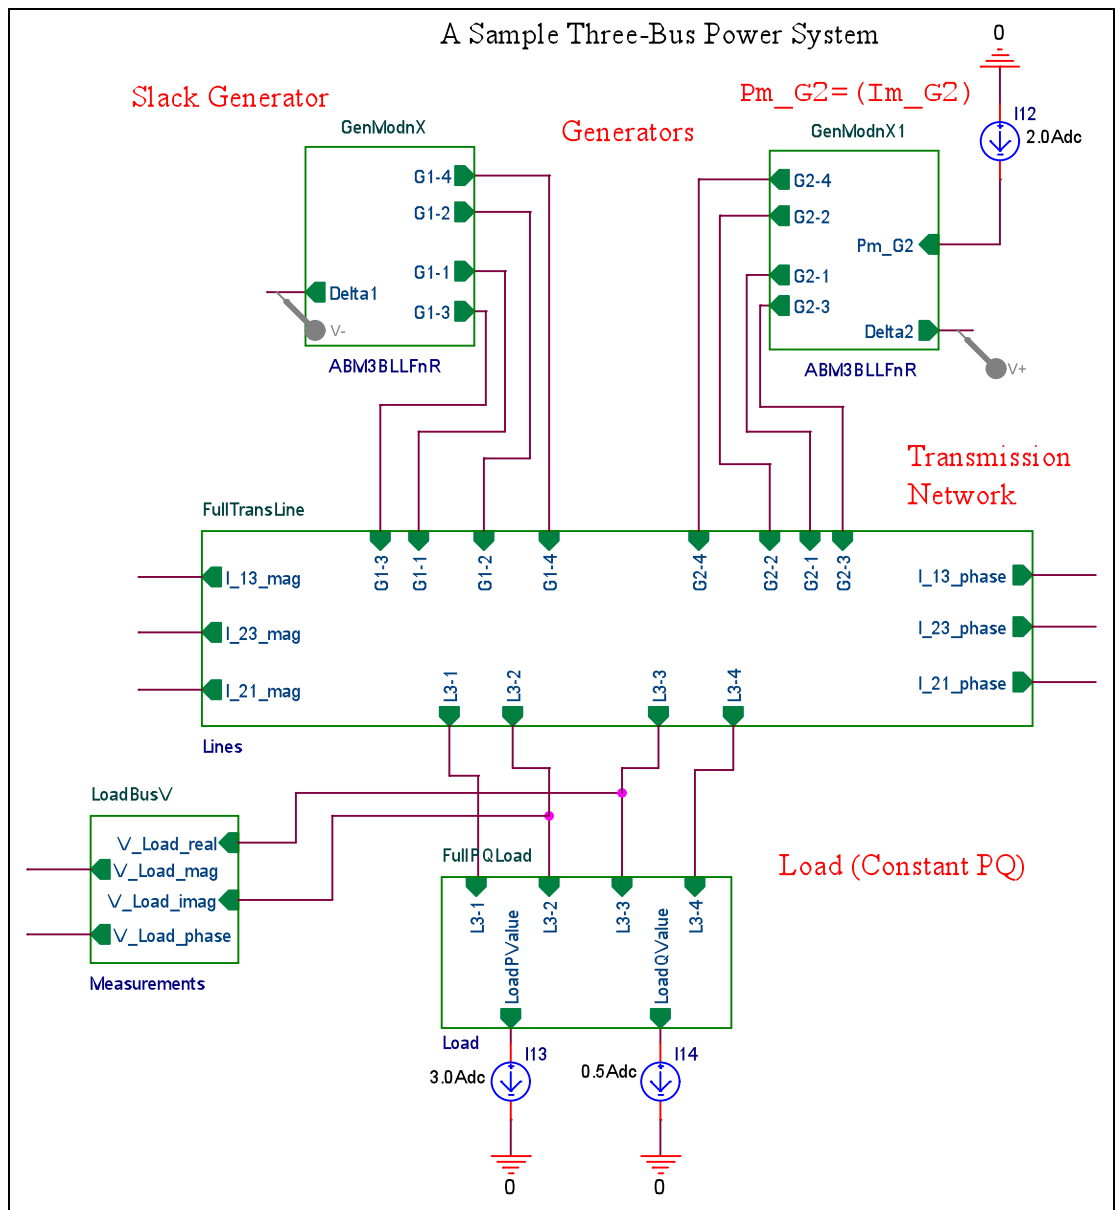 A Sample Three-Bus Power System
0
Slack Generator
Pm_G2=(Im_G2)
I12
2.0Adc
GenModnX
Generators
GenModnX1
G1-4
G1-2
G1-1
G1-3
Delta1
V-
ABM3BLLFnR
G2-4
G2-2
Pm_G2
G2-1
G2-3
Delta2
V+
ABM3BLLFnR
Transmission
Network
FullTransLine
G1-3
G1-1
G1-2
G1-4
G2-4
G2-2
G2-1
G2-3
I_13_mag
I_23_mag
I_21_mag
I_13_phase
I_23_phase
I_21_phase
L3-1
L3-2
L3-3
L3-4
Lines
LoadBusV
V_Load_real
V_Load_mag
V_Load_imag
V_Load_phase
Measurements
FullPQLoad
Load (Constant PQ)
L3-1
LoadPValue
L3-2
L3-3
LoadQValue
L3-4
Load
I13
3.0Adc
I14
0.5Adc
0
0